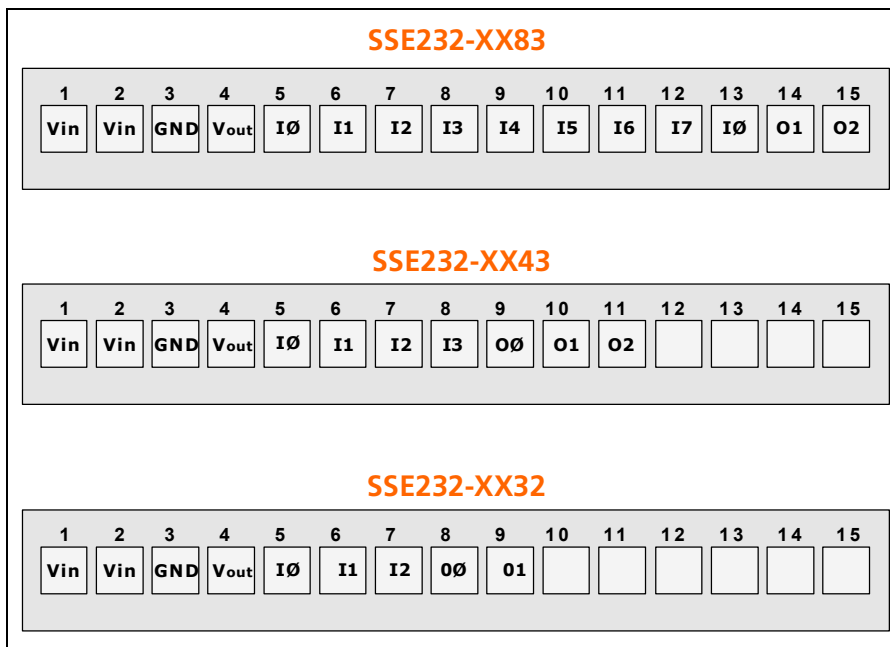 SSE232-XX83
1 2 3 4 5 6 7 8 9 10 11 12 13 14 15
Vin Vin GND Vout IØ I1 I2 I3 I4 I5 I6 I7 IØ O1 O2
SSE232-XX43
1 2 3 4 5 6 7 8 9 10 11 12 13 14 15
Vin Vin GND Vout IØ I1 I2 I3 OØ O1 O2
SSE232-XX32
1 2 3 4 5 6 7 8 9 10 11 12 13 14 15
Vin Vin GND Vout IØ I1 I2 0Ø 01